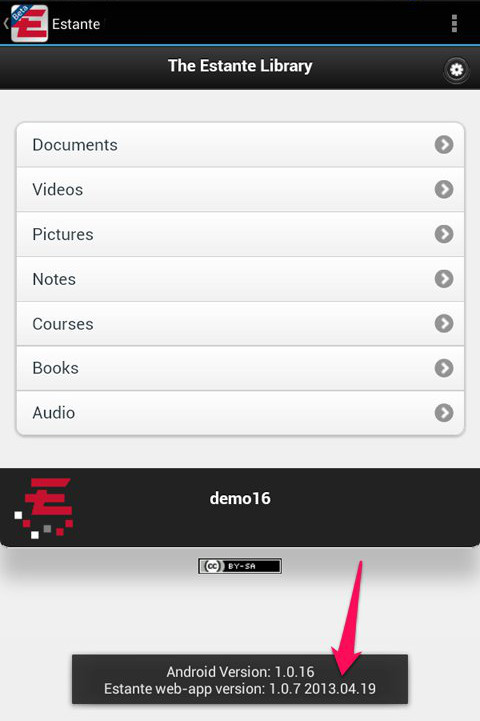 Beta
Estante
The Estante Library
Documents
Videos
Pictures
Notes
Courses
Books
Audio
demo16
cc BY-SA
Android Version: 1.0.16
Estante web-app version: 1.0.7 2013.04.19